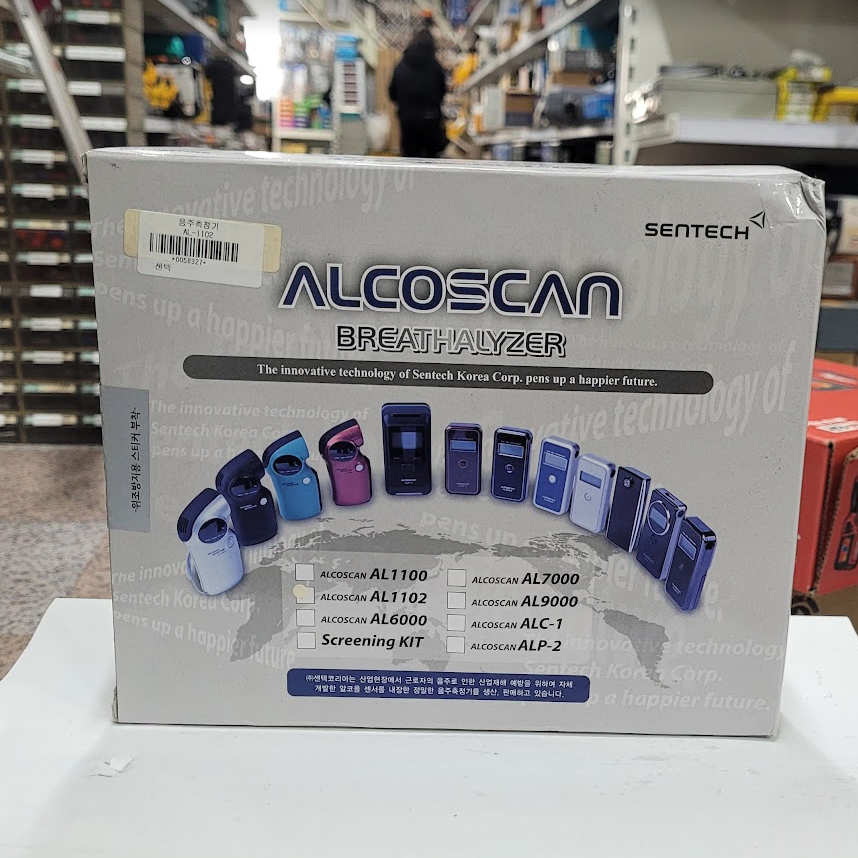 음주측정기
AL-1102
*0058327*
센텍
SENTECH
ALCOSCAN
BREATHALYZER
The innovative technology of Sentech Korea Corp. pens up a happier future.
-위조방지용 스티커 부착-
ALCOSCAN AL1100
ALCOSCAN AL1102
ALCOSCAN AL6000
Screening KIT
ALCOSCAN AL7000
ALCOSCAN AL9000
ALCOSCAN ALC-1
ALCOSCAN ALP-2
㈜센텍코리아는 산업현장에서 근로자의 음주로 인한 산업재해 예방을 위하여 자체
개발한 알코올 센서를 내장한 정밀한 음주측정기를 생산, 판매하고 있습니다.